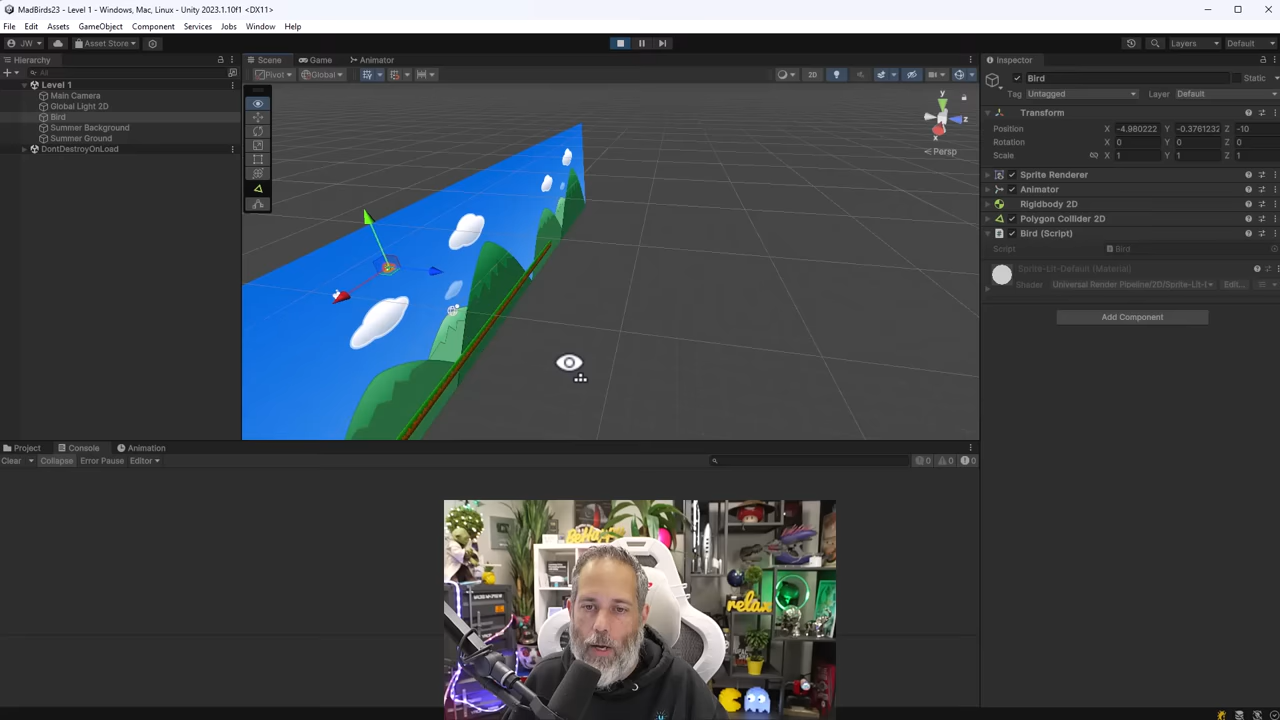 MadBirds23 - Level 1 - Windows, Mac, Linux - Unity 2023.1.10f1 <DX11>
File Edit Assets GameObject Component Services Jobs Window Help
JW Asset Store Layers Default
Hierarchy
All
Level 1
Main Camera
Global Light 2D
Bird
Summer Background
Summer Ground
DontDestroyOnLoad
Scene Game Animator
Pivot Global 2D
y
z
x
Persp
Inspector
Bird Static
Tag Untagged Layer Default
Transform
Position X -4.980222 Y -0.3761232 Z -10
Rotation X 0 Y 0 Z 0
Scale X 1 Y 1 Z 1
Sprite Renderer
Animator
Rigidbody 2D
Polygon Collider 2D
Bird (Script)
Script Bird
Sprite-Lit-Default (Material)
Shader Universal Render Pipeline/2D/Sprite-Lit-I Edit...
Add Component
Project Console Animation
Clear Collapse Error Pause Editor 0 0 0
relax